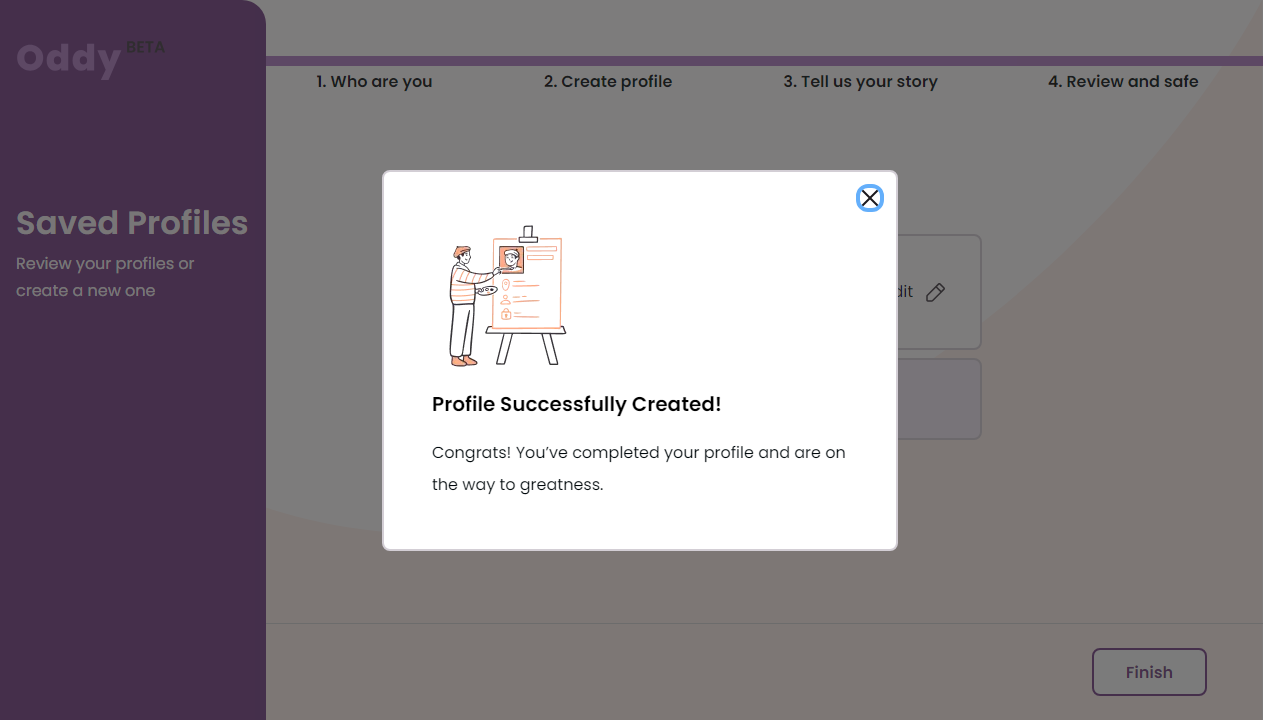 Oddy BETA
1. Who are you
2. Create profile
3. Tell us your story
4. Review and safe
Saved Profiles
Review your profiles or
create a new one
dit
Profile Successfully Created!
Congrats! You’ve completed your profile and are on
the way to greatness.
Finish